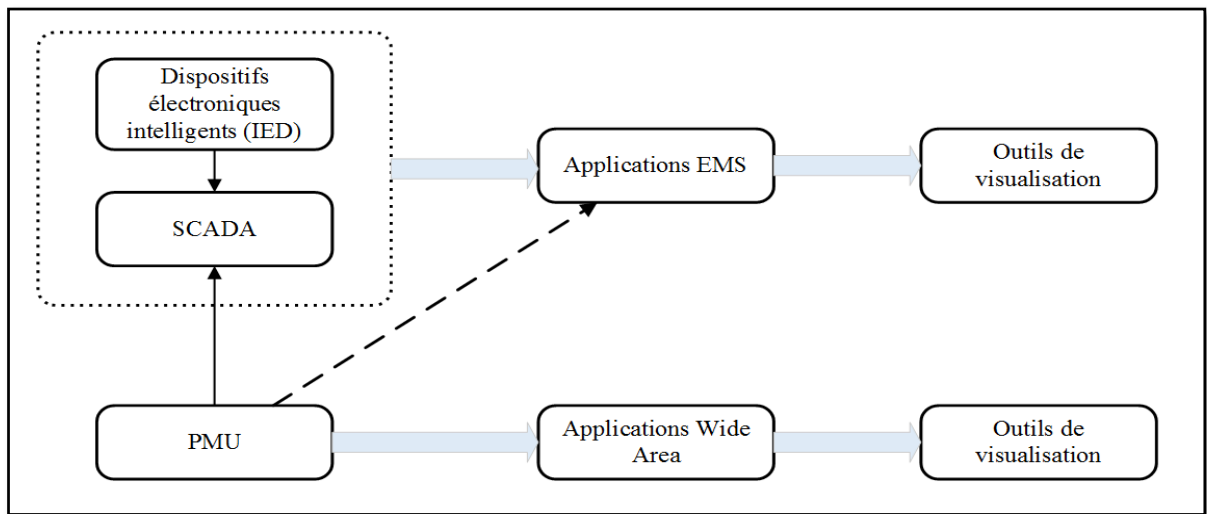 Dispositifs
électroniques
intelligents (IED)
SCADA
Applications EMS
Outils de
visualisation
PMU
Applications Wide
Area
Outils de
visualisation